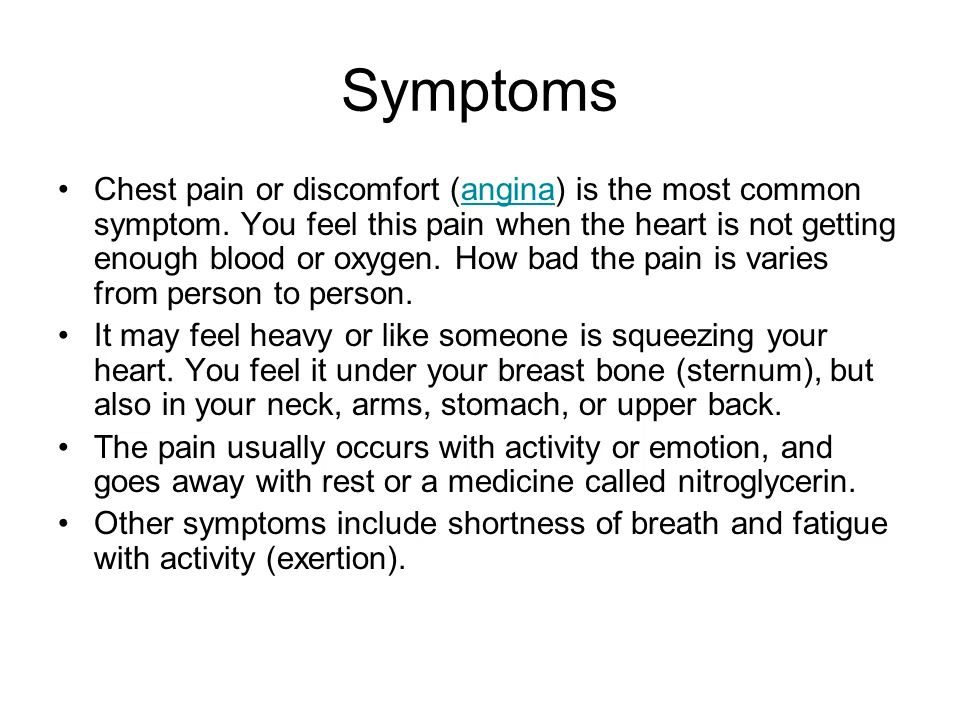 Symptoms
• Chest pain or discomfort (angina) is the most common
symptom. You feel this pain when the heart is not getting
enough blood or oxygen. How bad the pain is varies
from person to person.
• It may feel heavy or like someone is squeezing your
heart. You feel it under your breast bone (sternum), but
also in your neck, arms, stomach, or upper back.
• The pain usually occurs with activity or emotion, and
goes away with rest or a medicine called nitroglycerin.
• Other symptoms include shortness of breath and fatigue
with activity (exertion).